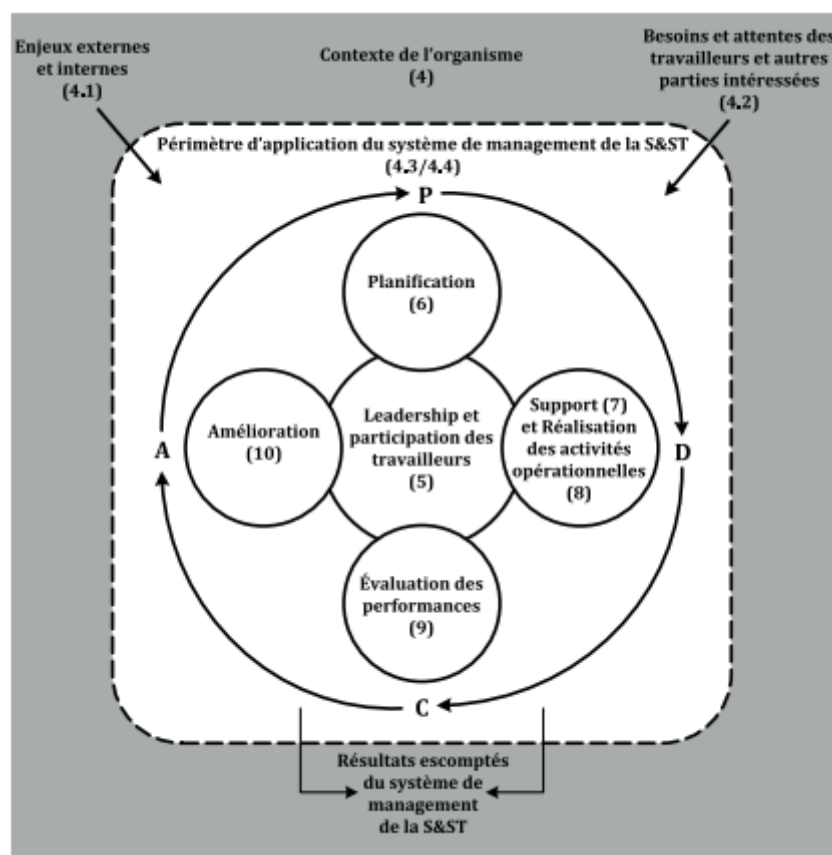 Enjeux externes
et internes
(4.1)
Contexte de l'organisme
(4)
Besoins et attentes des
travailleurs et autres
parties intéressées
(4.2)
Périmètre d'application du système de management de la S&ST
(4.3/4.4)
P
Planification
(6)
A
Amélioration
(10)
Leadership et
participation des
travailleurs
(5)
Support (7)
et Réalisation
des activités
opérationnelles
(8)
D
Évaluation des
performances
(9)
C
Résultats escomptés
du système de
management
de la S&ST